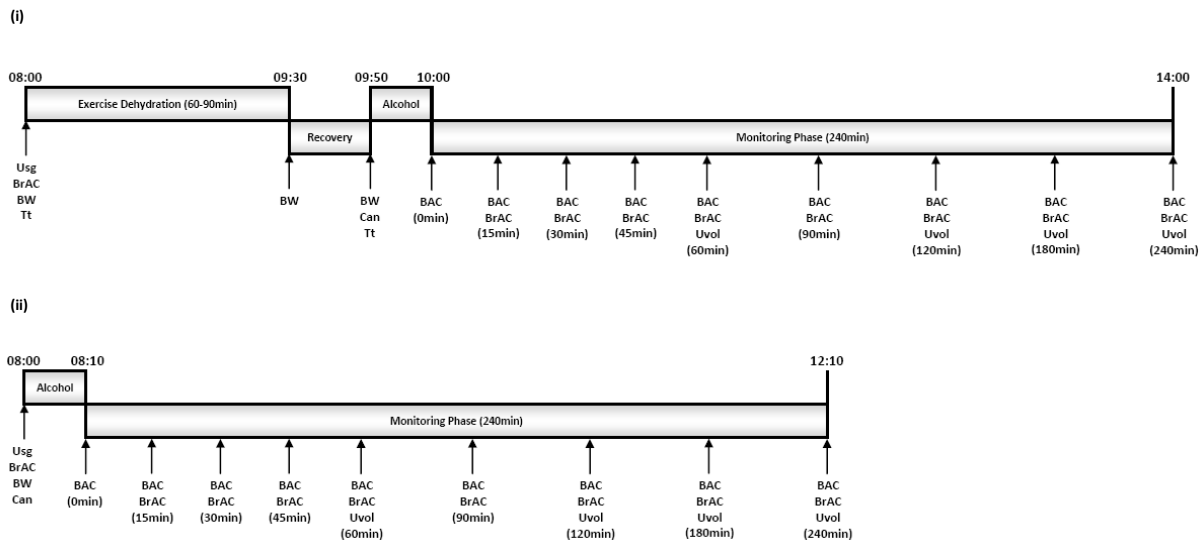 (i)
08:00 09:30 09:50 10:00 14:00
Exercise Dehydration (60-90min) Alcohol
Recovery Monitoring Phase (240min)
Usg BW BW BAC BAC BAC BAC BAC BAC BAC BAC BAC
BrAC Can (0min) BrAC BrAC BrAC BrAC BrAC BrAC BrAC BrAC
BW Tt (15min) (30min) (45min) Uvol (90min) Uvol Uvol Uvol
Tt (60min) (120min) (180min) (240min)
(ii)
08:00 08:10 12:10
Alcohol
Monitoring Phase (240min)
Usg BAC BAC BAC BAC BAC BAC BAC BAC BAC
BrAC (0min) BrAC BrAC BrAC BrAC BrAC BrAC BrAC BrAC
BW (15min) (30min) (45min) Uvol (90min) Uvol Uvol Uvol
Can (60min) (120min) (180min) (240min)